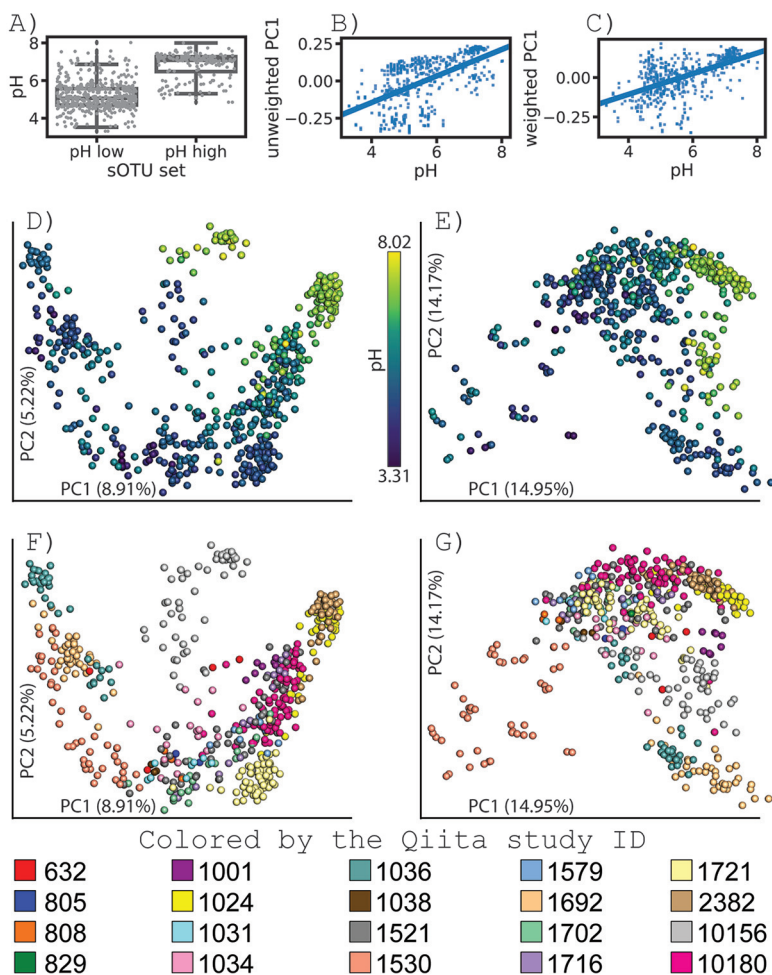 A)
B)
C)
8
6
4
pH
pH low
pH high
sOTU set
0.25
0.00
−0.25
unweighted PC1
4
6
8
pH
0.00
−0.25
weighted PC1
4
6
8
pH
D)
PC2 (5.22%)
PC1 (8.91%)
8.02
pH
3.31
E)
PC2 (14.17%)
PC1 (14.95%)
F)
PC2 (5.22%)
PC1 (8.91%)
G)
PC2 (14.17%)
PC1 (14.95%)
Colored by the Qiita study ID
632 1001 1036 1579 1721
805 1024 1038 1692 2382
808 1031 1521 1702 10156
829 1034 1530 1716 10180